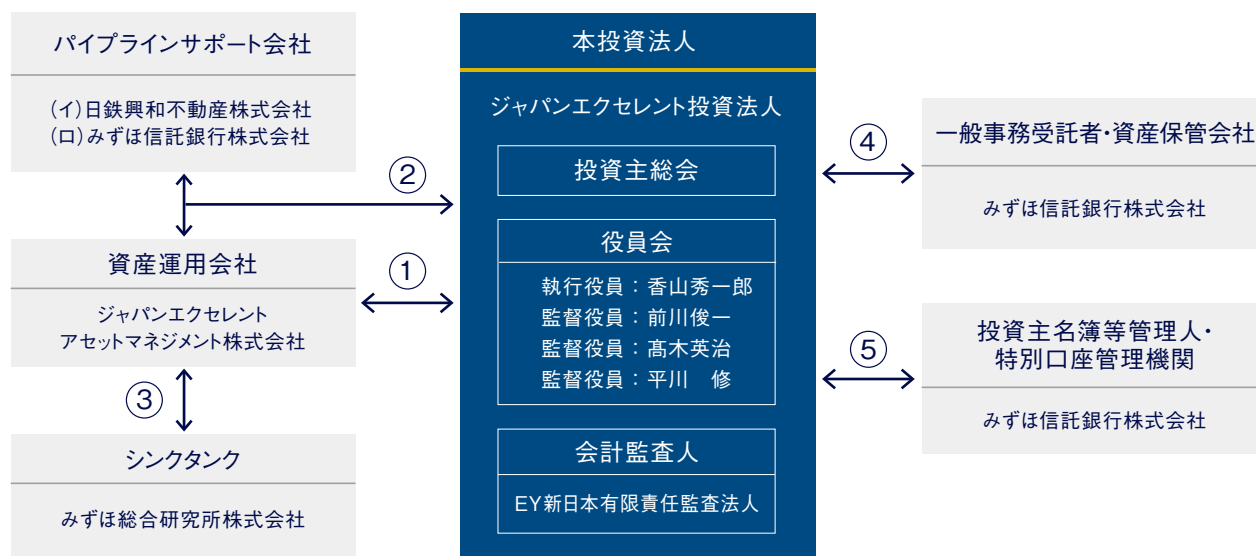 パイプラインサポート会社
(イ)日鉄興和不動産株式会社
(ロ)みずほ信託銀行株式会社
②
資産運用会社
ジャパンエクセレント
アセットマネジメント株式会社
①
③
シンクタンク
みずほ総合研究所株式会社
本投資法人
ジャパンエクセレント投資法人
投資主総会
役員会
執行役員：香山秀一郎
監督役員：前川俊一
監督役員：髙木英治
監督役員：平川　修
会計監査人
EY新日本有限責任監査法人
④
一般事務受託者・資産保管会社
みずほ信託銀行株式会社
⑤
投資主名簿等管理人・
特別口座管理機関
みずほ信託銀行株式会社